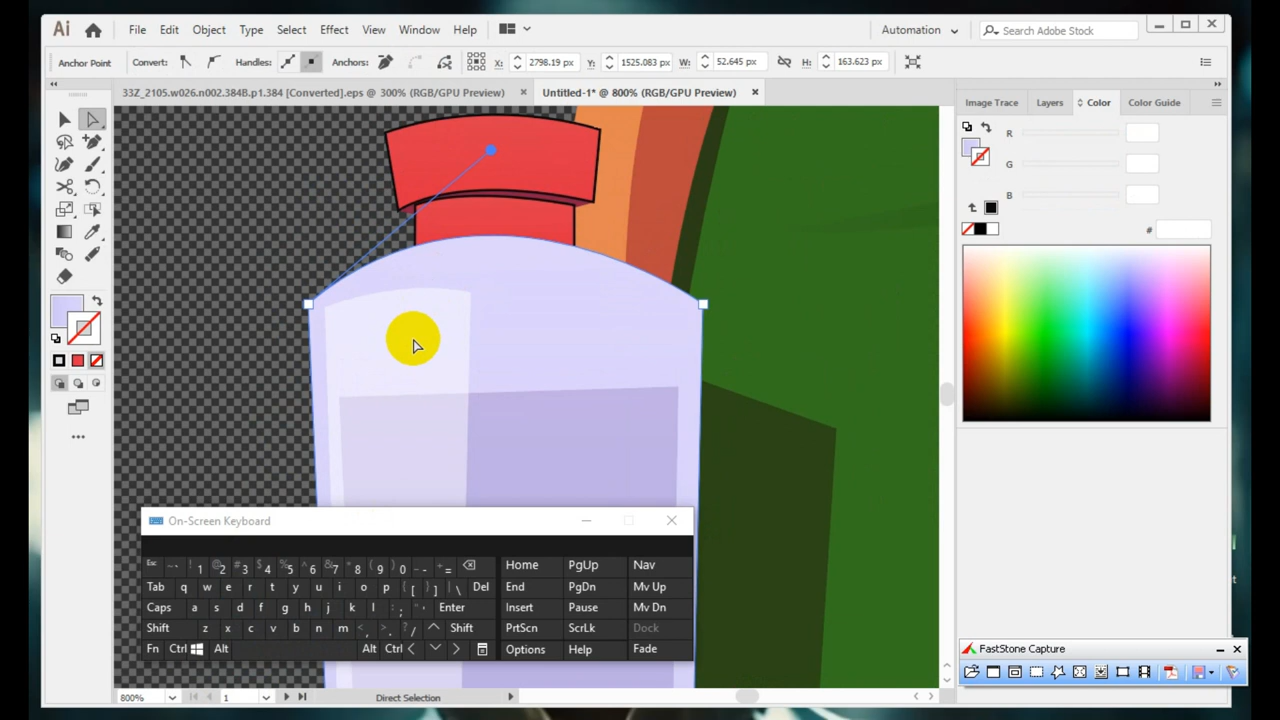 Ai File Edit Object Type Select Effect View Window Help Automation Search Adobe Stock
Anchor Point Convert: Handles: Anchors: X: 2798.19 px Y: 1525.083 px W: 52.645 px H: 163.623 px
33Z_2105.w026.n002.384B.p1.384 [Converted].eps @ 300% (RGB/GPU Preview) × Untitled-1* @ 800% (RGB/GPU Preview) ×
Image Trace Layers Color Color Guide
R
G
B
#
On-Screen Keyboard
Esc ~` !1 @2 #3 $4 %5 ^6 &7 *8 (9 )0 _- += Home PgUp Nav
Tab q w e r t y u i o p {[ }] |\ Del End PgDn Mv Up
Caps a s d f g h j k l :; "' Enter Insert Pause Mv Dn
Shift z x c v b n m <, >. ?/ Shift PrtScn ScrLk Dock
Fn Ctrl Alt Alt Ctrl Options Help Fade
FastStone Capture
800% 1 Direct Selection